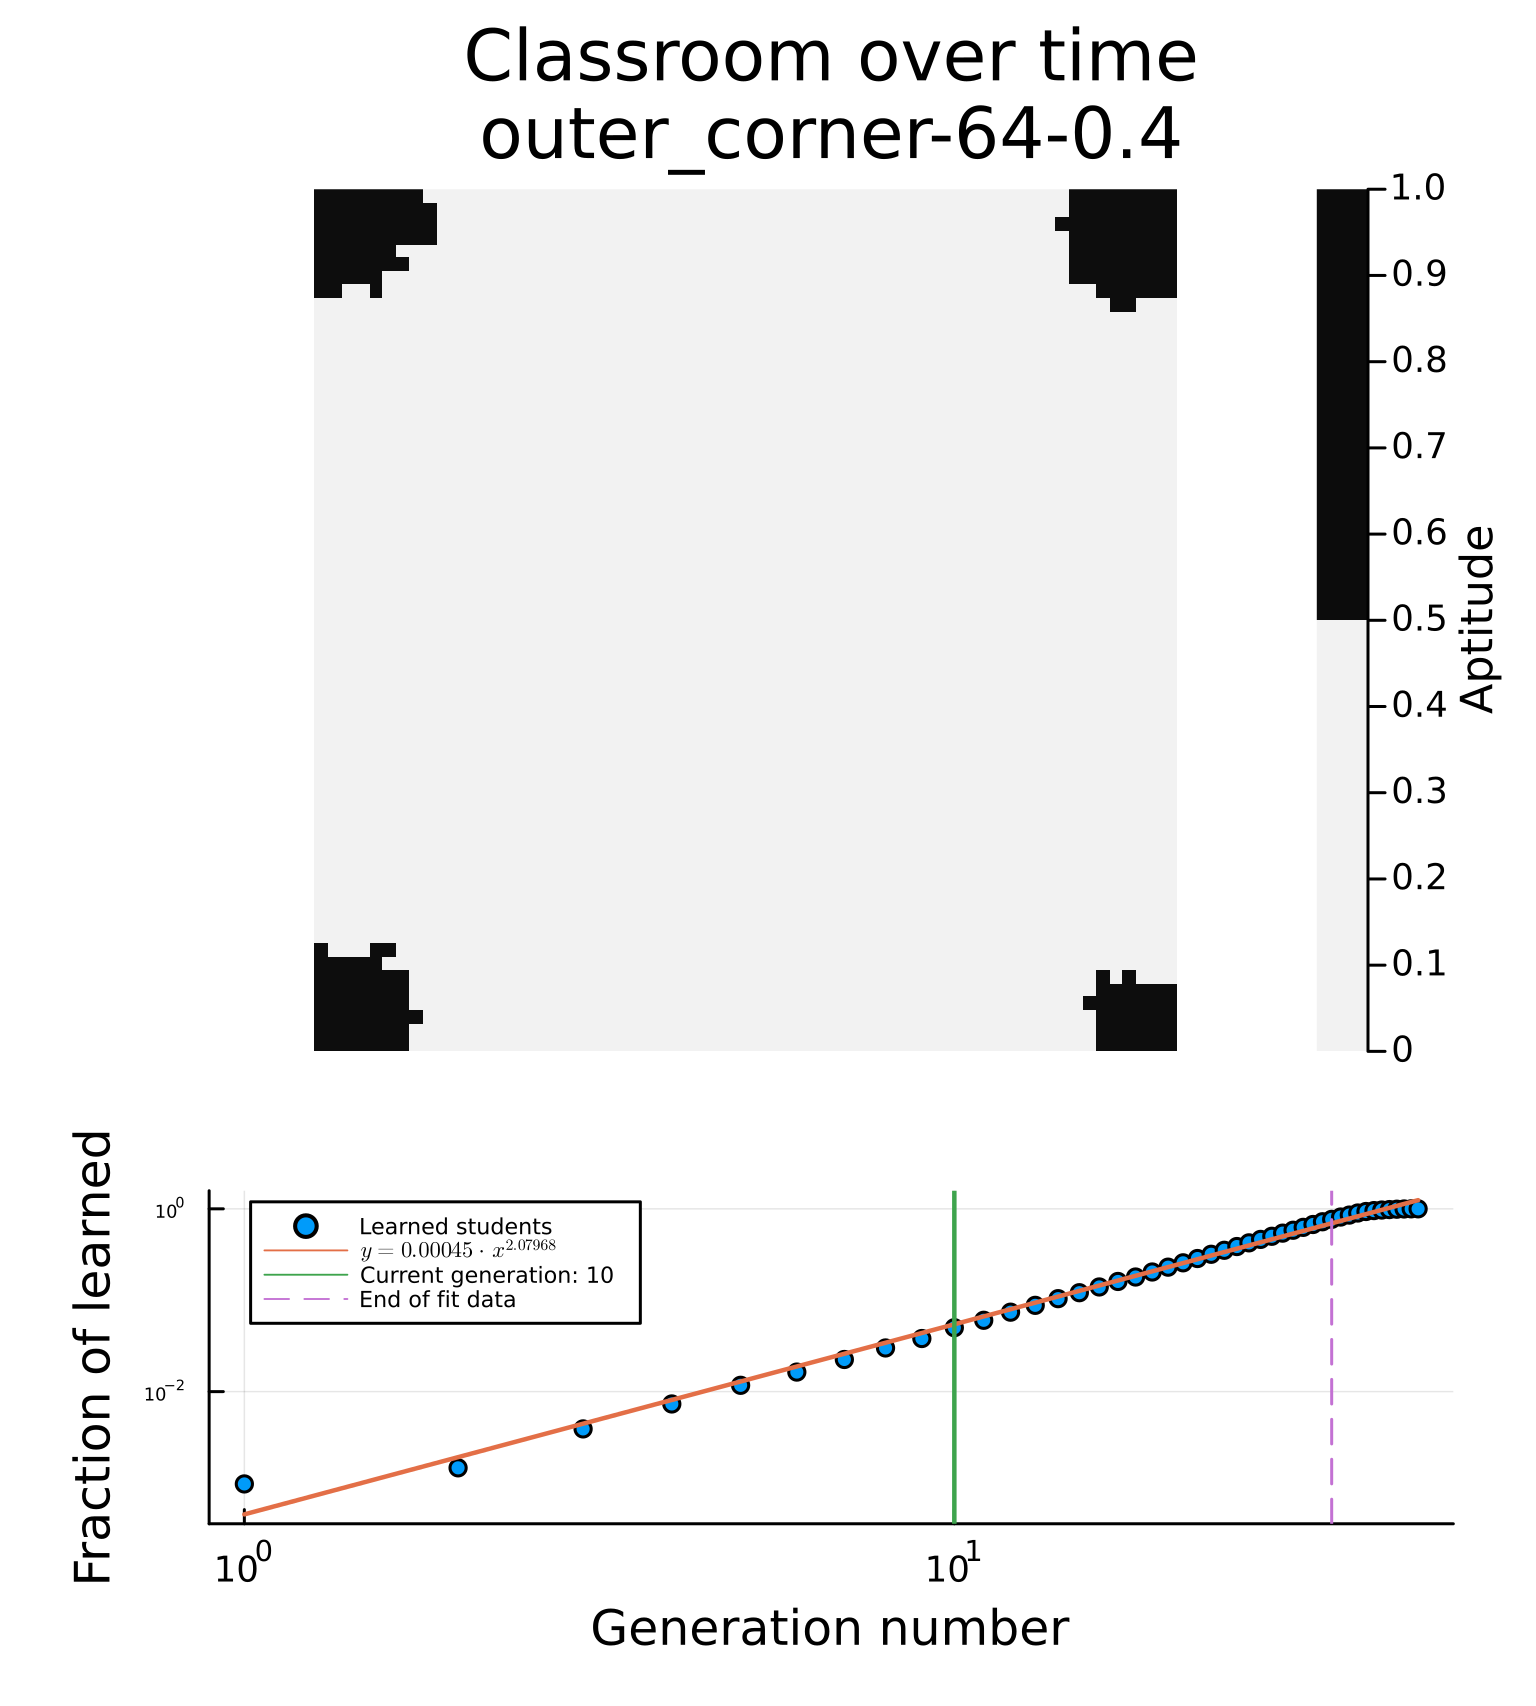 Classroom over time
outer_corner-64-0.4
1.0
0.9
0.8
0.7
0.6
0.5
0.4
0.3
0.2
0.1
0
Aptitude
Fraction of learned
10⁰
10⁻²
Learned students
y = 0.00045 · x^2.07968
Current generation: 10
End of fit data
10⁰
10¹
Generation number